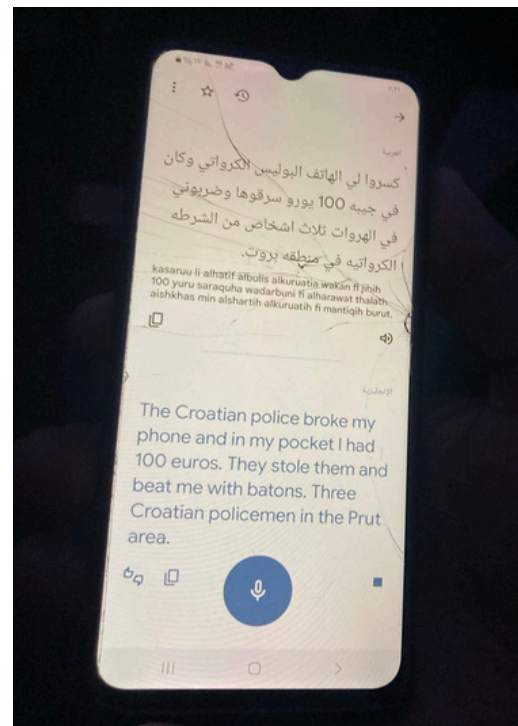 العربية
كسروا لي الهاتف البوليس الكرواتي وكان
في جيبه 100 يورو سرقوها وضربوني
في الهروات ثلاث اشخاص من الشرطه
الكرواتيه في منطقه بروت.
kasaruu li alhatif albulis alkuruatia wakan fi jibih
100 yuru saraquha wadarbuni fi alharawat thalath
aishkhas min alshartih alkuruatih fi mantiqih burut.
الإنجليزية
The Croatian police broke my
phone and in my pocket I had
100 euros. They stole them and
beat me with batons. Three
Croatian policemen in the Prut
area.